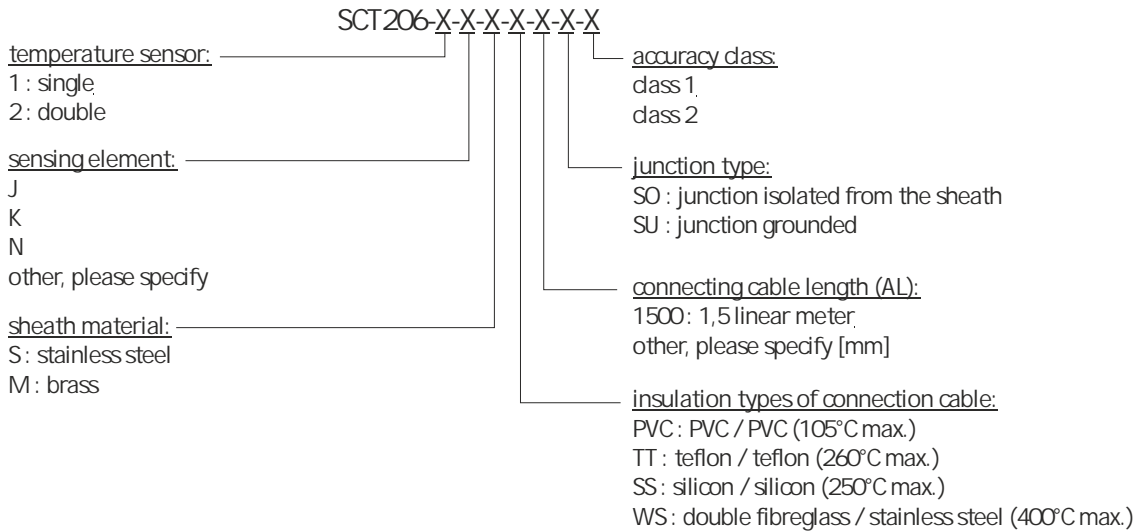 SCT206-X-X-X-X-X-X-X
temperature sensor:
1 : single
2 : double
sensing element:
J
K
N
other, please specify
sheath material:
S : stainless steel
M : brass
accuracy class:
class 1
class 2
junction type:
SO : junction isolated from the sheath
SU : junction grounded
connecting cable length (AL):
1500 : 1,5 linear meter
other, please specify [mm]
insulation types of connection cable:
PVC : PVC / PVC (105°C max.)
TT : teflon / teflon (260°C max.)
SS : silicon / silicon (250°C max.)
WS : double fibreglass / stainless steel (400°C max.)